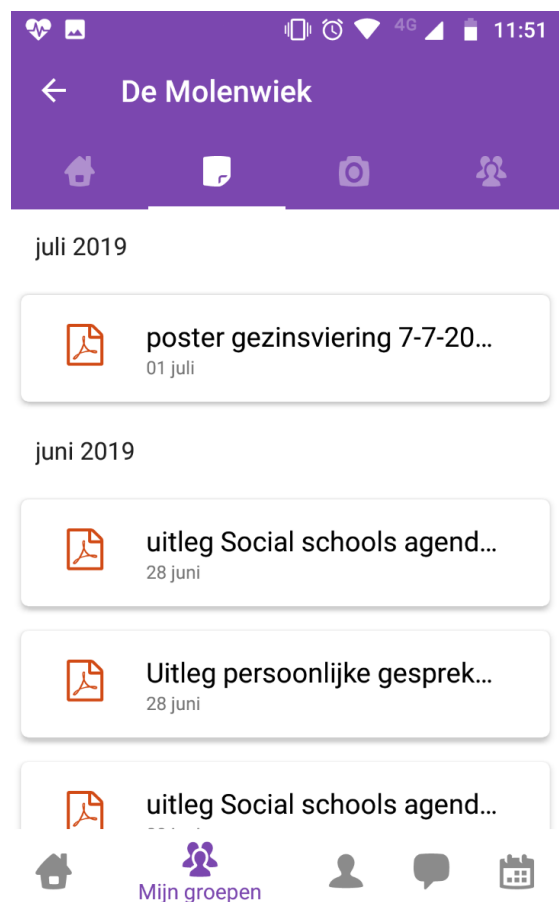 4G 11:51
De Molenwiek
juli 2019
poster gezinsviering 7-7-20...
01 juli
juni 2019
uitleg Social schools agend...
28 juni
Uitleg persoonlijke gesprek...
28 juni
uitleg Social schools agend...
Mijn groepen